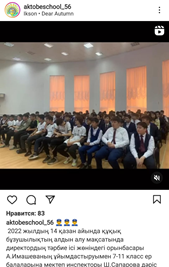 aktobeschool_56
Ikson • Dear Autumn
Нравится: 83
aktobeschool_56 👮‍♂️👮‍♂️👮‍♂️
2022 жылдың 14 қазан айында құқық
бұзушылықтың алдын алу мақсатында
директордың тәрбие ісі жөніндегі орынбасары
А.Имашеваның ұйымдастыруымен 7-11 класс ер
балаларына мектеп инспекторы Ш.Сапарова дәріс